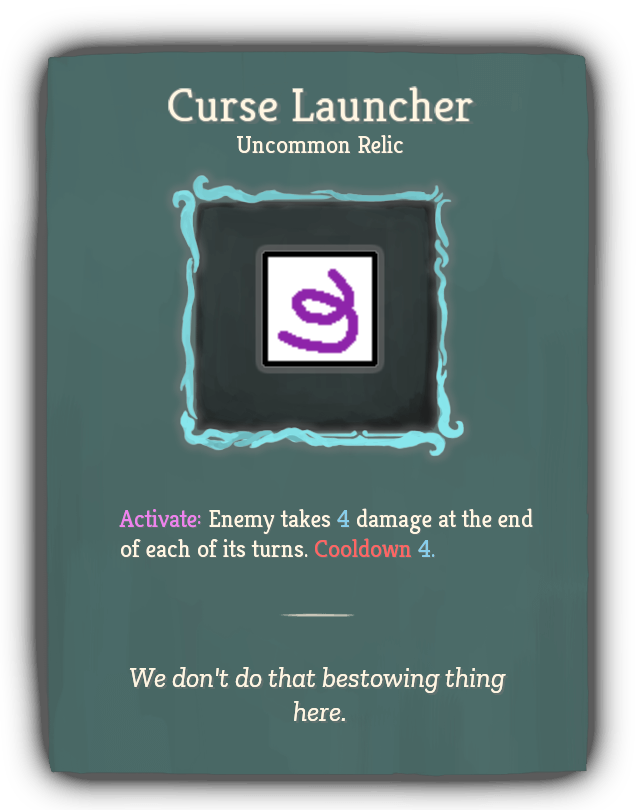 Curse Launcher
Uncommon Relic
Activate: Enemy takes 4 damage at the end
of each of its turns. Cooldown 4.
We don't do that bestowing thing
here.